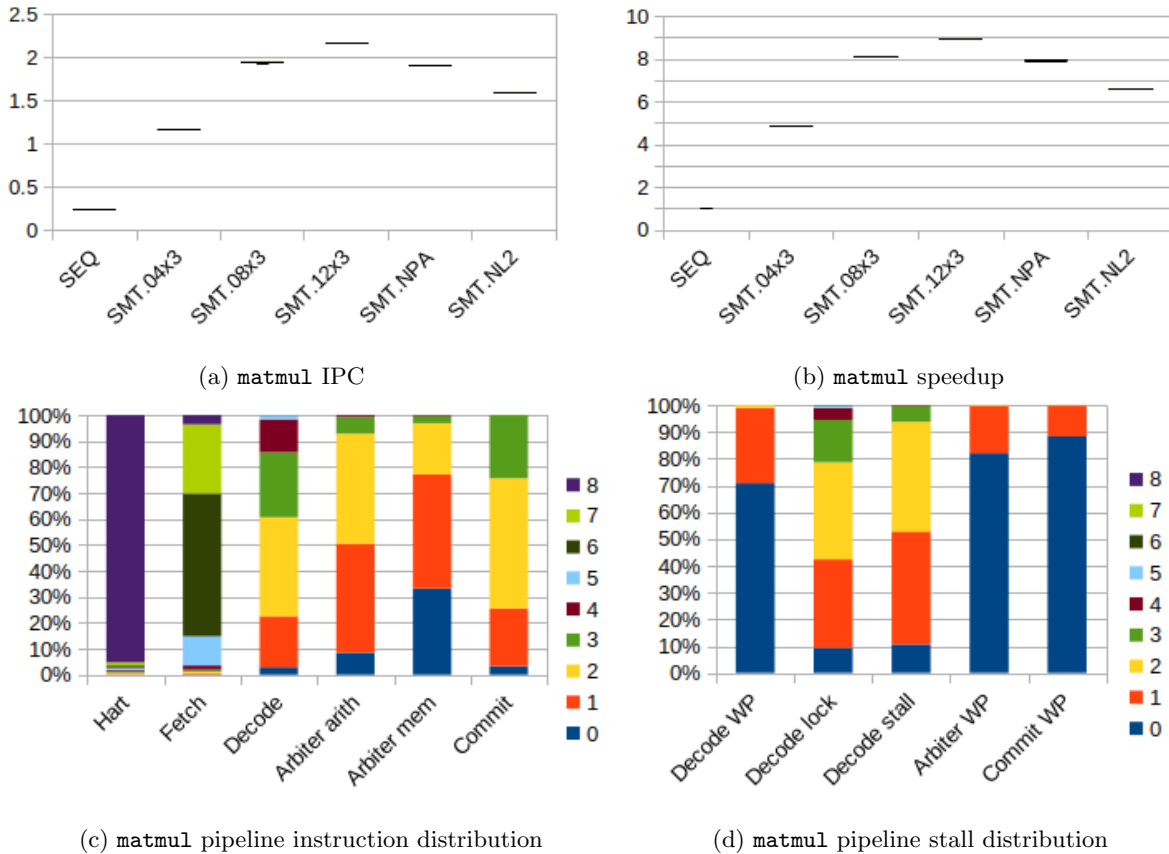 2.5
2
1.5
1
0.5
0
SEQ
SMT.04x3
SMT.08x3
SMT.12x3
SMT.NPA
SMT.NL2
(a) matmul IPC
10
8
6
4
2
0
SEQ
SMT.04x3
SMT.08x3
SMT.12x3
SMT.NPA
SMT.NL2
(b) matmul speedup
100%
90%
80%
70%
60%
50%
40%
30%
20%
10%
0%
Hart
Fetch
Decode
Arbiter arith
Arbiter mem
Commit
8
7
6
5
4
3
2
1
0
(c) matmul pipeline instruction distribution
100%
90%
80%
70%
60%
50%
40%
30%
20%
10%
0%
Decode WP
Decode lock
Decode stall
Arbiter WP
Commit WP
8
7
6
5
4
3
2
1
0
(d) matmul pipeline stall distribution